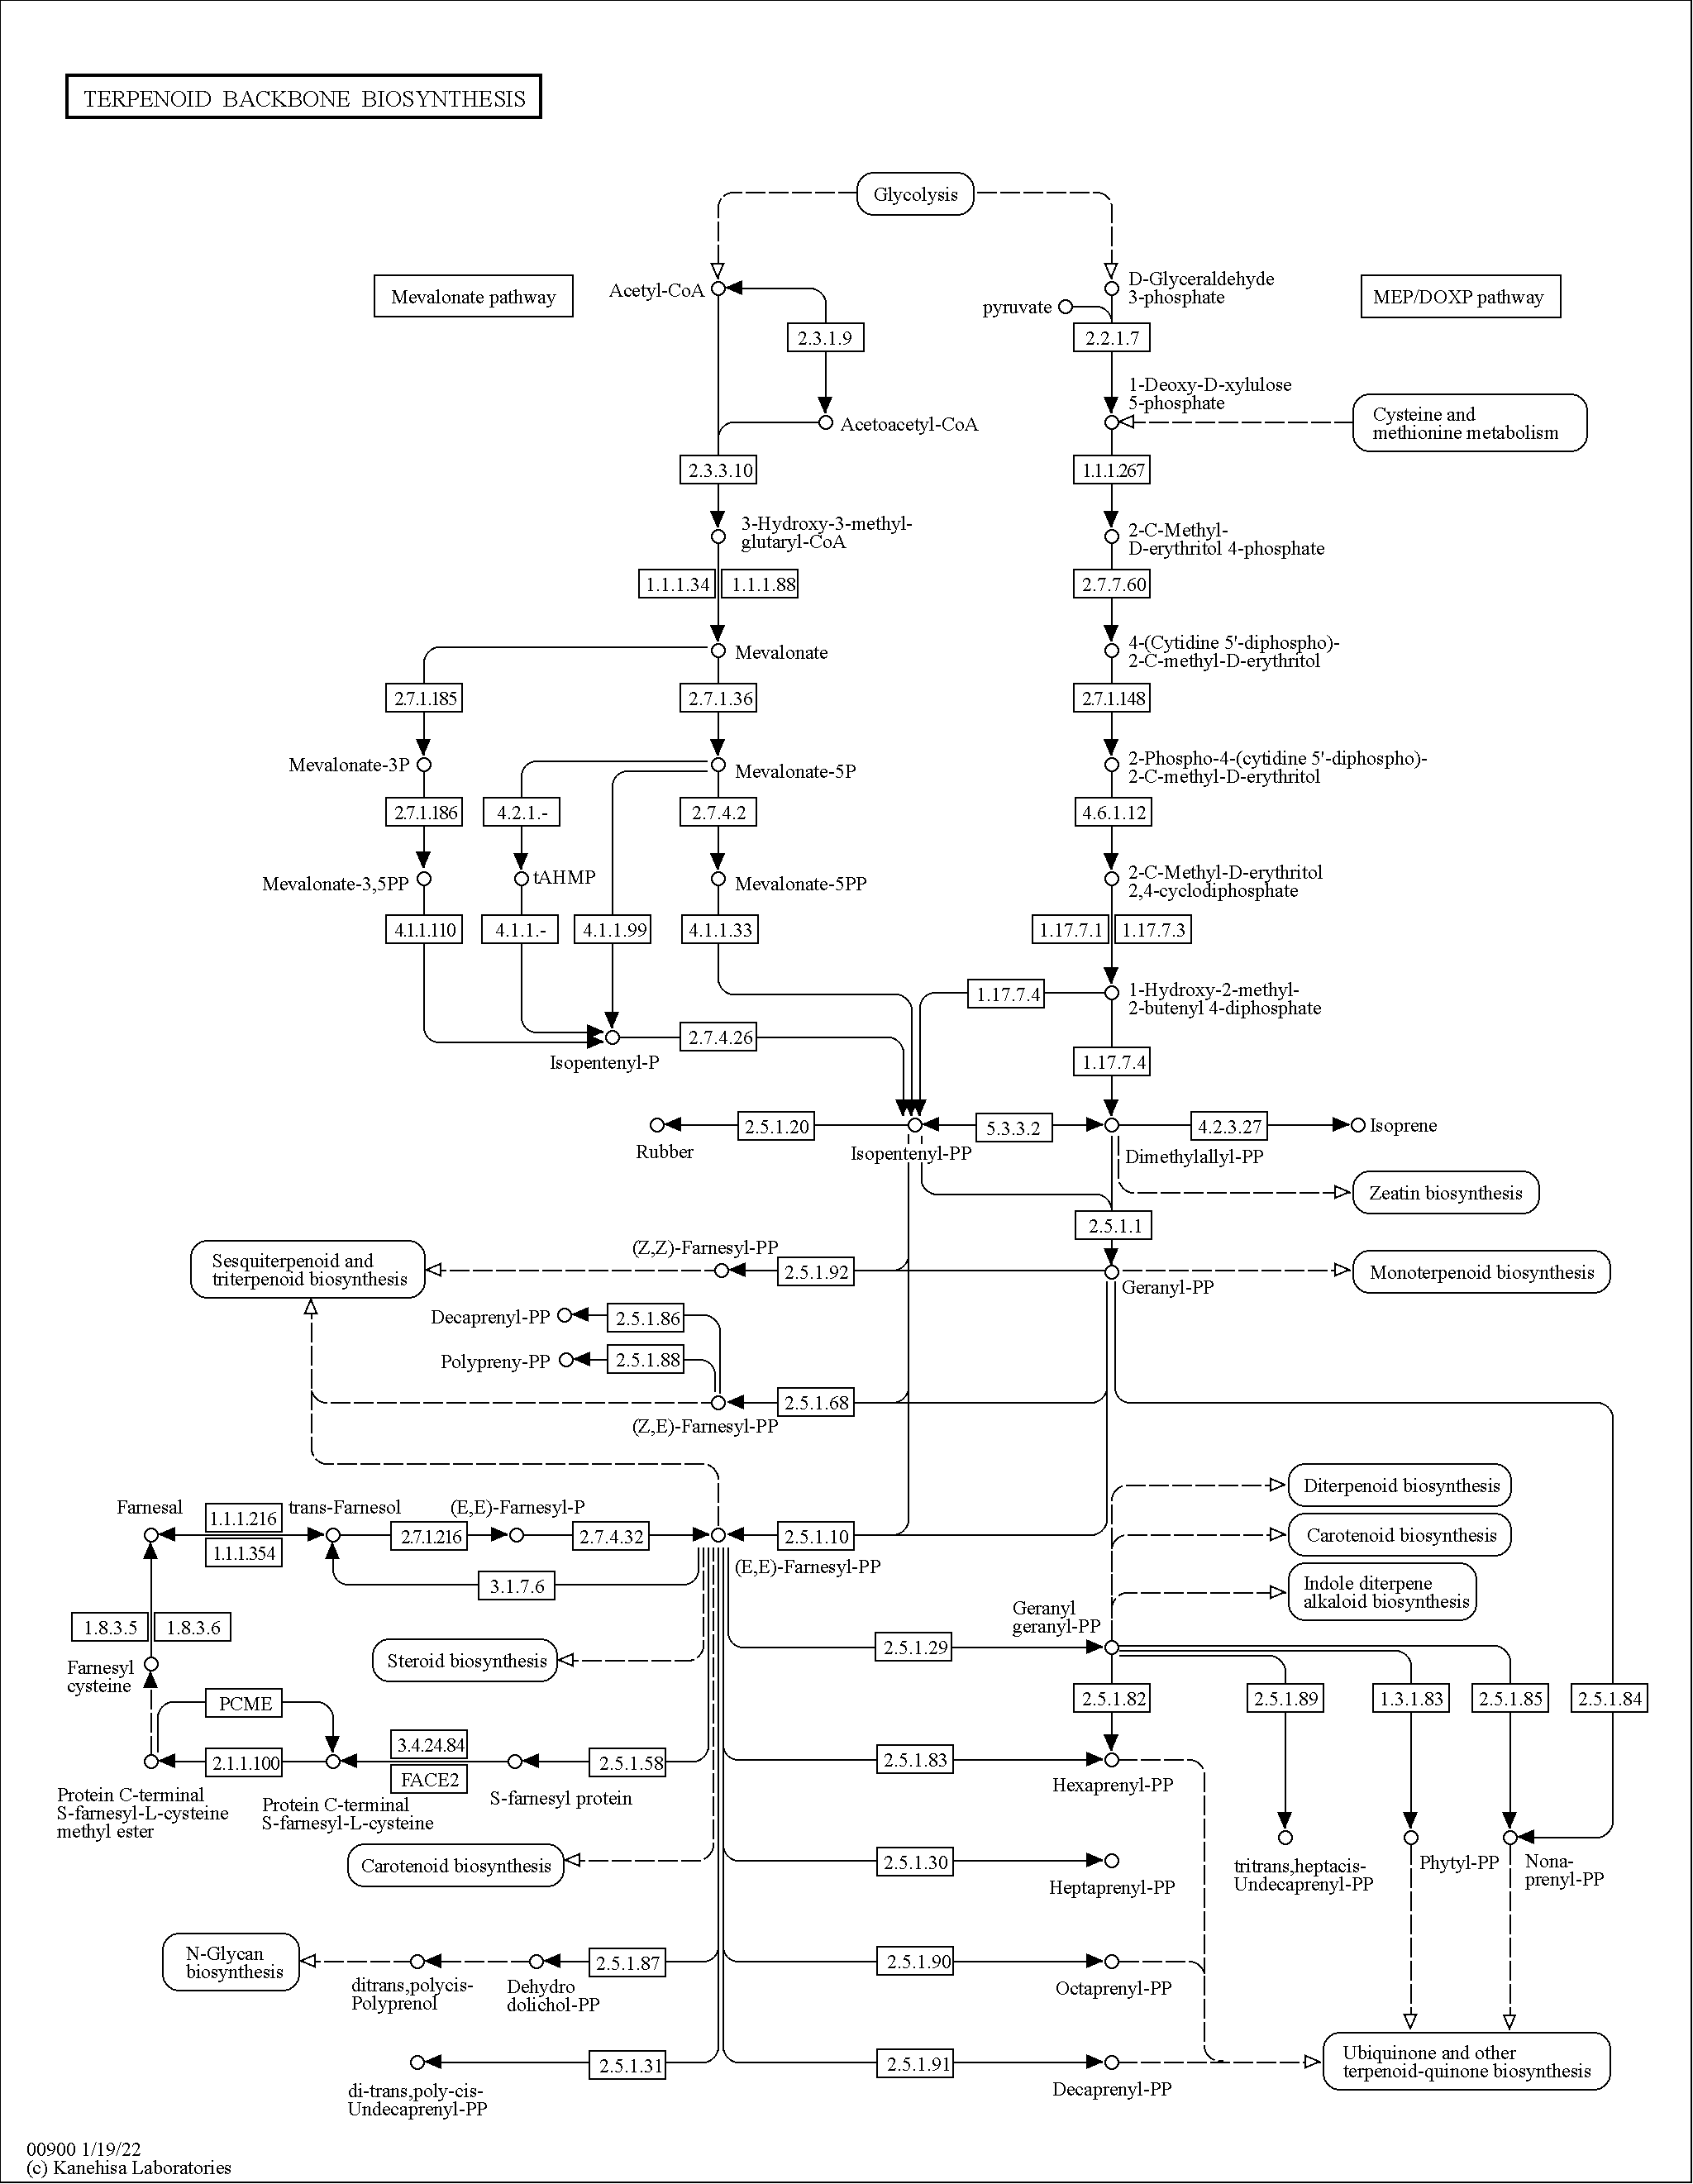 TERPENOID BACKBONE BIOSYNTHESIS
Glycolysis
Mevalonate pathway
Acetyl-CoA
D-Glyceraldehyde
3-phosphate
MEP/DOXP pathway
pyruvate
2.3.1.9
2.2.1.7
1-Deoxy-D-xylulose
5-phosphate
Acetoacetyl-CoA
Cysteine and
methionine metabolism
2.3.3.10
1.1.1.267
3-Hydroxy-3-methyl-
glutaryl-CoA
2-C-Methyl-
D-erythritol 4-phosphate
1.1.1.34
1.1.1.88
2.7.7.60
Mevalonate
4-(Cytidine 5'-diphospho)-
2-C-methyl-D-erythritol
2.7.1.185
2.7.1.36
2.7.1.148
Mevalonate-3P
Mevalonate-5P
2-Phospho-4-(cytidine 5'-diphospho)-
2-C-methyl-D-erythritol
2.7.1.186
4.2.1.-
2.7.4.2
4.6.1.12
Mevalonate-3,5PP
tAHMP
Mevalonate-5PP
2-C-Methyl-D-erythritol
2,4-cyclodiphosphate
4.1.1.110
4.1.1.-
4.1.1.99
4.1.1.33
1.17.7.1
1.17.7.3
1.17.7.4
1-Hydroxy-2-methyl-
2-butenyl 4-diphosphate
Isopentenyl-P
2.7.4.26
1.17.7.4
Rubber
2.5.1.20
Isopentenyl-PP
5.3.3.2
Dimethylallyl-PP
4.2.3.27
Isoprene
Zeatin biosynthesis
2.5.1.1
Sesquiterpenoid and
triterpenoid biosynthesis
(Z,Z)-Farnesyl-PP
2.5.1.92
Geranyl-PP
Monoterpenoid biosynthesis
Decaprenyl-PP
2.5.1.86
Polypreny-PP
2.5.1.88
2.5.1.68
(Z,E)-Farnesyl-PP
Diterpenoid biosynthesis
Farnesal
1.1.1.216
trans-Farnesol
(E,E)-Farnesyl-P
2.7.1.216
2.7.4.32
2.5.1.10
Carotenoid biosynthesis
1.1.1.354
(E,E)-Farnesyl-PP
3.1.7.6
Indole diterpene
alkaloid biosynthesis
Geranyl
geranyl-PP
1.8.3.5
1.8.3.6
Steroid biosynthesis
2.5.1.29
Farnesyl
cysteine
PCME
2.5.1.82
2.5.1.89
1.3.1.83
2.5.1.85
2.5.1.84
3.4.24.84
2.1.1.100
2.5.1.58
2.5.1.83
FACE2
Hexaprenyl-PP
Protein C-terminal
S-farnesyl-L-cysteine
methyl ester
Protein C-terminal
S-farnesyl-L-cysteine
S-farnesyl protein
Carotenoid biosynthesis
2.5.1.30
Heptaprenyl-PP
tritrans,heptacis-
Undecaprenyl-PP
Phytyl-PP
Nona-
prenyl-PP
N-Glycan
biosynthesis
ditrans,polycis-
Polyprenol
Dehydro
dolichol-PP
2.5.1.87
2.5.1.90
Octaprenyl-PP
2.5.1.31
2.5.1.91
Ubiquinone and other
terpenoid-quinone biosynthesis
di-trans,poly-cis-
Undecaprenyl-PP
Decaprenyl-PP
00900 1/19/22
(c) Kanehisa Laboratories